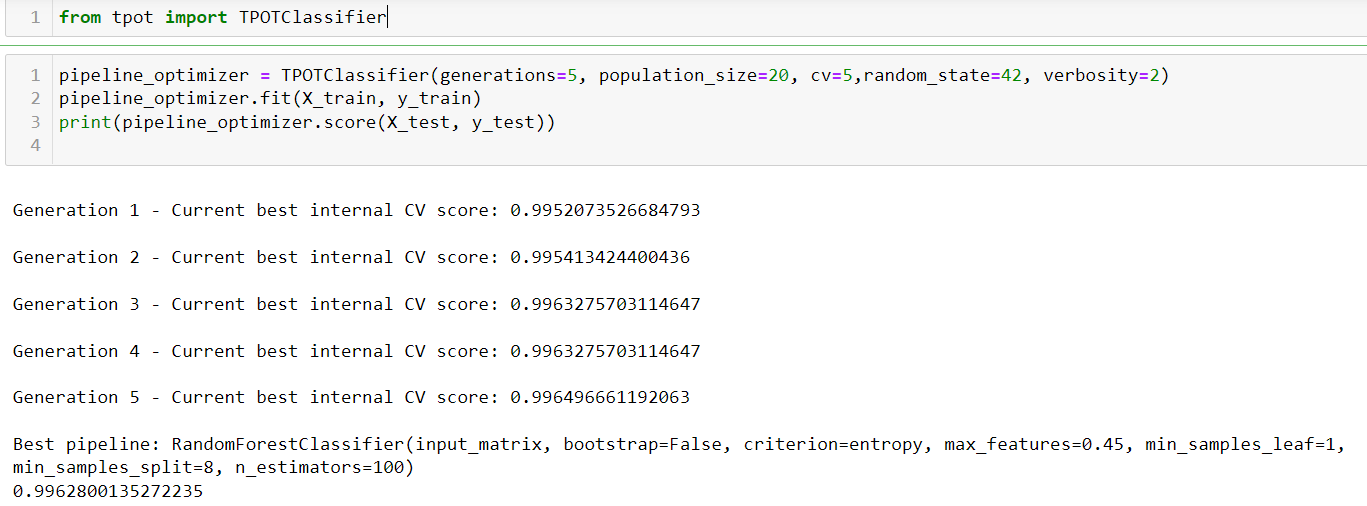 1 from tpot import TPOTClassifier
1 pipeline_optimizer = TPOTClassifier(generations=5, population_size=20, cv=5,random_state=42, verbosity=2)
2 pipeline_optimizer.fit(X_train, y_train)
3 print(pipeline_optimizer.score(X_test, y_test))
4
Generation 1 - Current best internal CV score: 0.9952073526684793
Generation 2 - Current best internal CV score: 0.995413424400436
Generation 3 - Current best internal CV score: 0.9963275703114647
Generation 4 - Current best internal CV score: 0.9963275703114647
Generation 5 - Current best internal CV score: 0.996496661192063
Best pipeline: RandomForestClassifier(input_matrix, bootstrap=False, criterion=entropy, max_features=0.45, min_samples_leaf=1,
min_samples_split=8, n_estimators=100)
0.9962800135272235